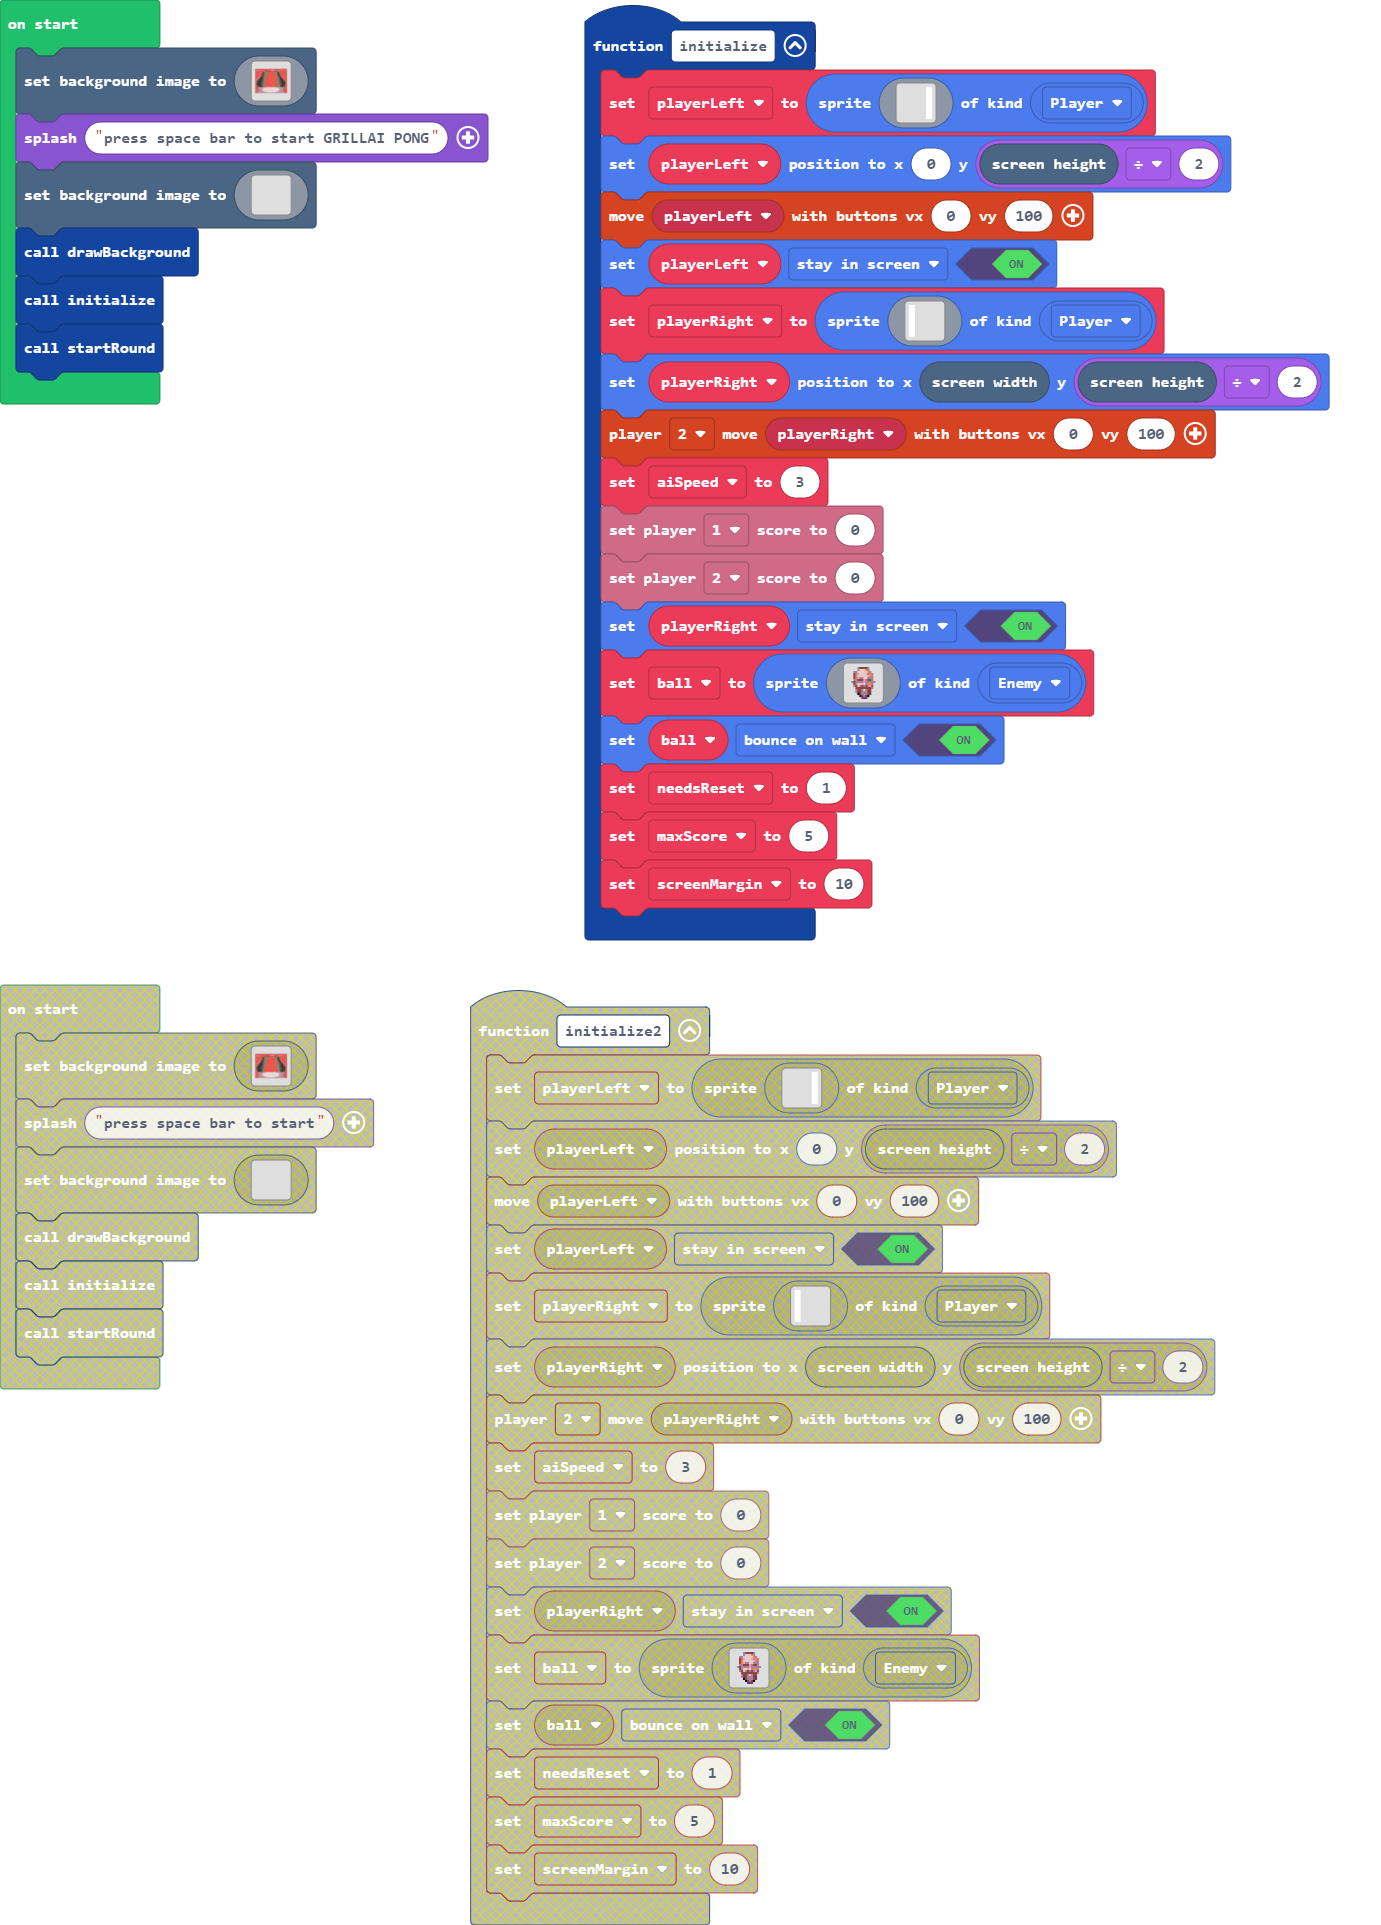 on start
set background image to
splash "press space bar to start GRILLAI PONG"
set background image to
call drawBackground
call initialize
call startRound
function initialize
set playerLeft to sprite of kind Player
set playerLeft position to x 0 y screen height ÷ 2
move playerLeft with buttons vx 0 vy 100
set playerLeft stay in screen ON
set playerRight to sprite of kind Player
set playerRight position to x screen width y screen height ÷ 2
player 2 move playerRight with buttons vx 0 vy 100
set aiSpeed to 3
set player 1 score to 0
set player 2 score to 0
set playerRight stay in screen ON
set ball to sprite of kind Enemy
set ball bounce on wall ON
set needsReset to 1
set maxScore to 5
set screenMargin to 10
on start
set background image to
splash "press space bar to start"
set background image to
call drawBackground
call initialize
call startRound
function initialize2
set playerLeft to sprite of kind Player
set playerLeft position to x 0 y screen height ÷ 2
move playerLeft with buttons vx 0 vy 100
set playerLeft stay in screen ON
set playerRight to sprite of kind Player
set playerRight position to x screen width y screen height ÷ 2
player 2 move playerRight with buttons vx 0 vy 100
set aiSpeed to 3
set player 1 score to 0
set player 2 score to 0
set playerRight stay in screen ON
set ball to sprite of kind Enemy
set ball bounce on wall ON
set needsReset to 1
set maxScore to 5
set screenMargin to 10